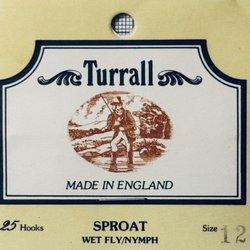 Turrall
MADE IN ENGLAND
25 Hooks SPROAT Size 12
WET FLY/NYMPH